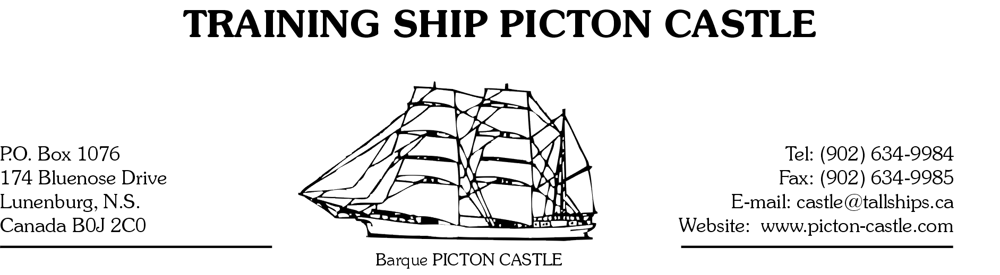 TRAINING SHIP PICTON CASTLE
P.O. Box 1076
174 Bluenose Drive
Lunenburg, N.S.
Canada B0J 2C0
Tel: (902) 634-9984
Fax: (902) 634-9985
E-mail: castle@tallships.ca
Website:  www.picton-castle.com
Barque PICTON CASTLE